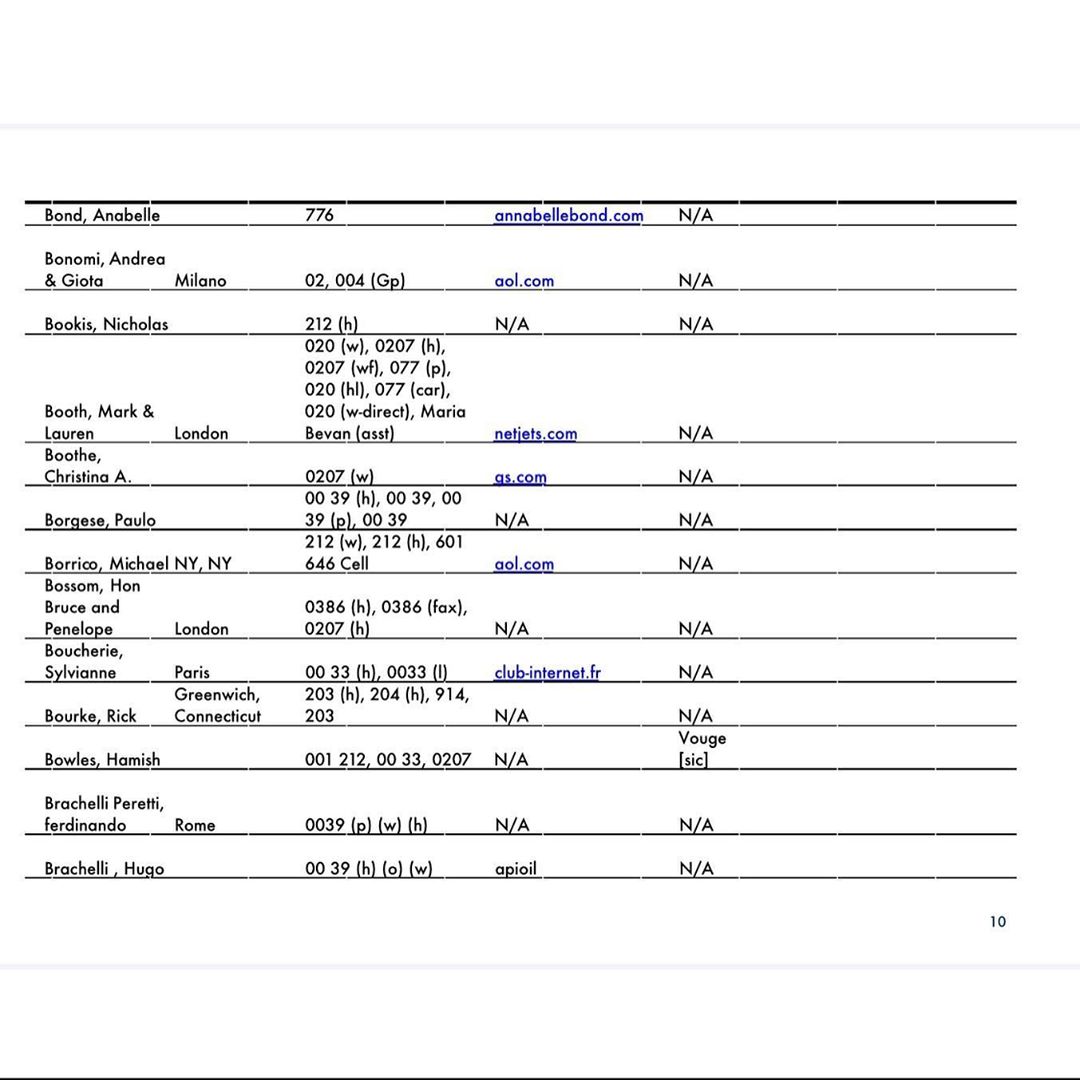 Bond, Anabelle 776 annabellebond.com N/A
Bonomi, Andrea
& Giota Milano 02, 004 (Gp) aol.com N/A
Bookis, Nicholas 212 (h) N/A N/A
020 (w), 0207 (h),
0207 (wf), 077 (p),
020 (hl), 077 (car),
Booth, Mark & 020 (w-direct), Maria
Lauren London Bevan (asst) netjets.com N/A
Boothe,
Christina A. 0207 (w) gs.com N/A
00 39 (h), 00 39, 00
Borgese, Paulo 39 (p), 00 39 N/A N/A
212 (w), 212 (h), 601
Borrico, Michael NY, NY 646 Cell aol.com N/A
Bossom, Hon
Bruce and 0386 (h), 0386 (fax),
Penelope London 0207 (h) N/A N/A
Boucherie,
Sylvianne Paris 00 33 (h), 0033 (l) club-internet.fr N/A
Greenwich, 203 (h), 204 (h), 914,
Bourke, Rick Connecticut 203 N/A N/A
Vouge
Bowles, Hamish 001 212, 00 33, 0207 N/A [sic]
Brachelli Peretti,
ferdinando Rome 0039 (p) (w) (h) N/A N/A
Brachelli , Hugo 00 39 (h) (o) (w) apioil N/A
10